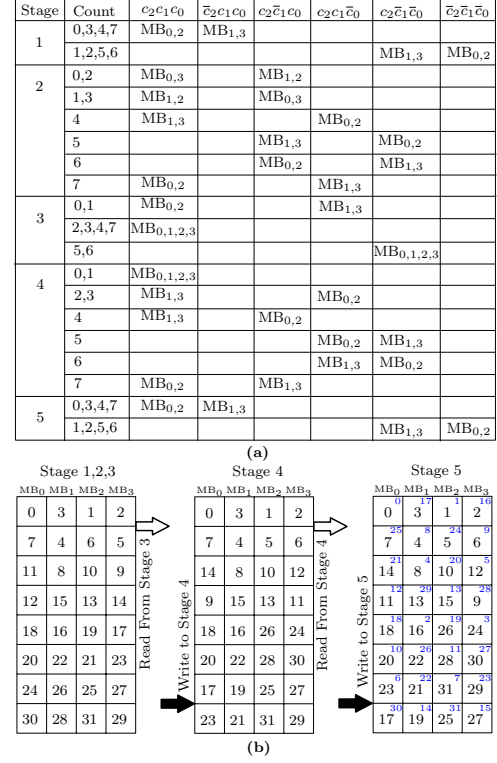 Stage Count c₂c₁c₀ c̄₂c₁c₀ c₂c̄₁c₀ c₂c₁c̄₀ c₂c̄₁c̄₀ c̄₂c̄₁c̄₀
1 0,3,4,7 MB₀,₂ MB₁,₃
1,2,5,6 MB₁,₃ MB₀,₂
2 0,2 MB₀,₃ MB₁,₂
1,3 MB₁,₂ MB₀,₃
4 MB₁,₃ MB₀,₂
5 MB₁,₃ MB₀,₂
6 MB₀,₂ MB₁,₃
7 MB₀,₂ MB₁,₃
3 0,1 MB₀,₂ MB₁,₃
2,3,4,7 MB₀,₁,₂,₃
5,6 MB₀,₁,₂,₃
4 0,1 MB₀,₁,₂,₃
2,3 MB₁,₃ MB₀,₂
4 MB₁,₃ MB₀,₂
5 MB₀,₂ MB₁,₃
6 MB₁,₃ MB₀,₂
7 MB₀,₂ MB₁,₃
5 0,3,4,7 MB₀,₂ MB₁,₃
1,2,5,6 MB₁,₃ MB₀,₂
(a)
Stage 1,2,3
MB₀ MB₁ MB₂ MB₃
0 3 1 2
7 4 6 5
11 8 10 9
12 15 13 14
18 16 19 17
20 22 21 23
24 26 25 27
30 28 31 29
Read From Stage 3
Write to Stage 4
Stage 4
MB₀ MB₁ MB₂ MB₃
0 3 1 2
7 4 6 5
14 8 10 12
9 15 13 11
18 16 26 24
20 22 28 30
17 19 25 27
23 21 31 29
Read From Stage 4
Write to Stage 5
Stage 5
MB₀ MB₁ MB₂ MB₃
0 17 1 16
0 3 1 2
25 8 24 9
7 4 5 6
21 4 20 5
14 8 10 12
12 29 13 28
11 13 15 9
18 2 19 3
18 16 26 24
10 26 11 27
20 22 28 30
6 22 7 23
23 21 31 29
30 14 31 15
17 19 25 27
(b)